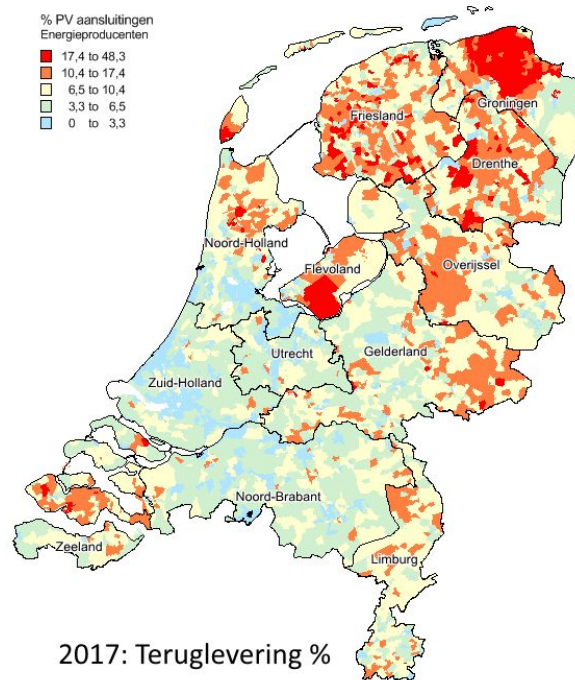 % PV aansluitingen
Energieproducenten
17,4 to 48,3
10,4 to 17,4
6,5 to 10,4
3,3 to 6,5
0 to 3,3
Groningen
Friesland
Drenthe
Noord-Holland
Flevoland
Overijssel
Utrecht
Gelderland
Zuid-Holland
Noord-Brabant
Zeeland
Limburg
2017: Teruglevering %